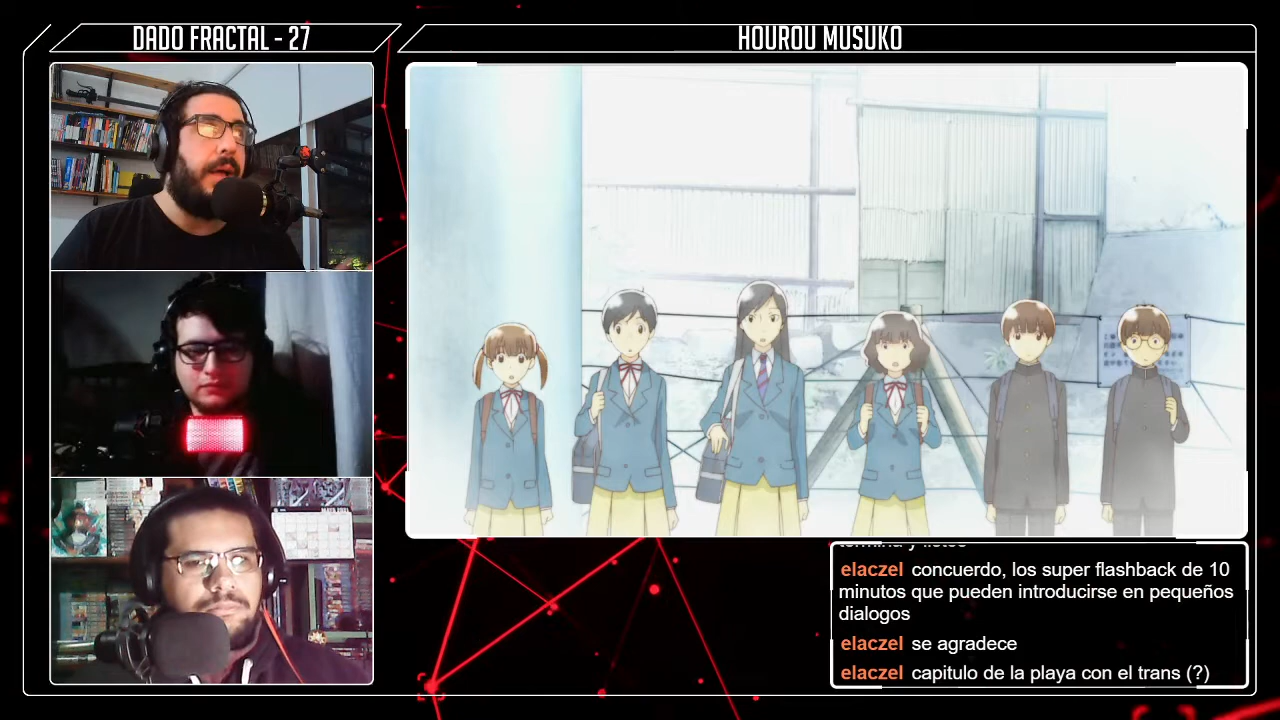 DADO FRACTAL - 27
HOUROU MUSUKO
elaczel concuerdo, los super flashback de 10
minutos que pueden introducirse en pequeños
dialogos
elaczel se agradece
elaczel capitulo de la playa con el trans (?)